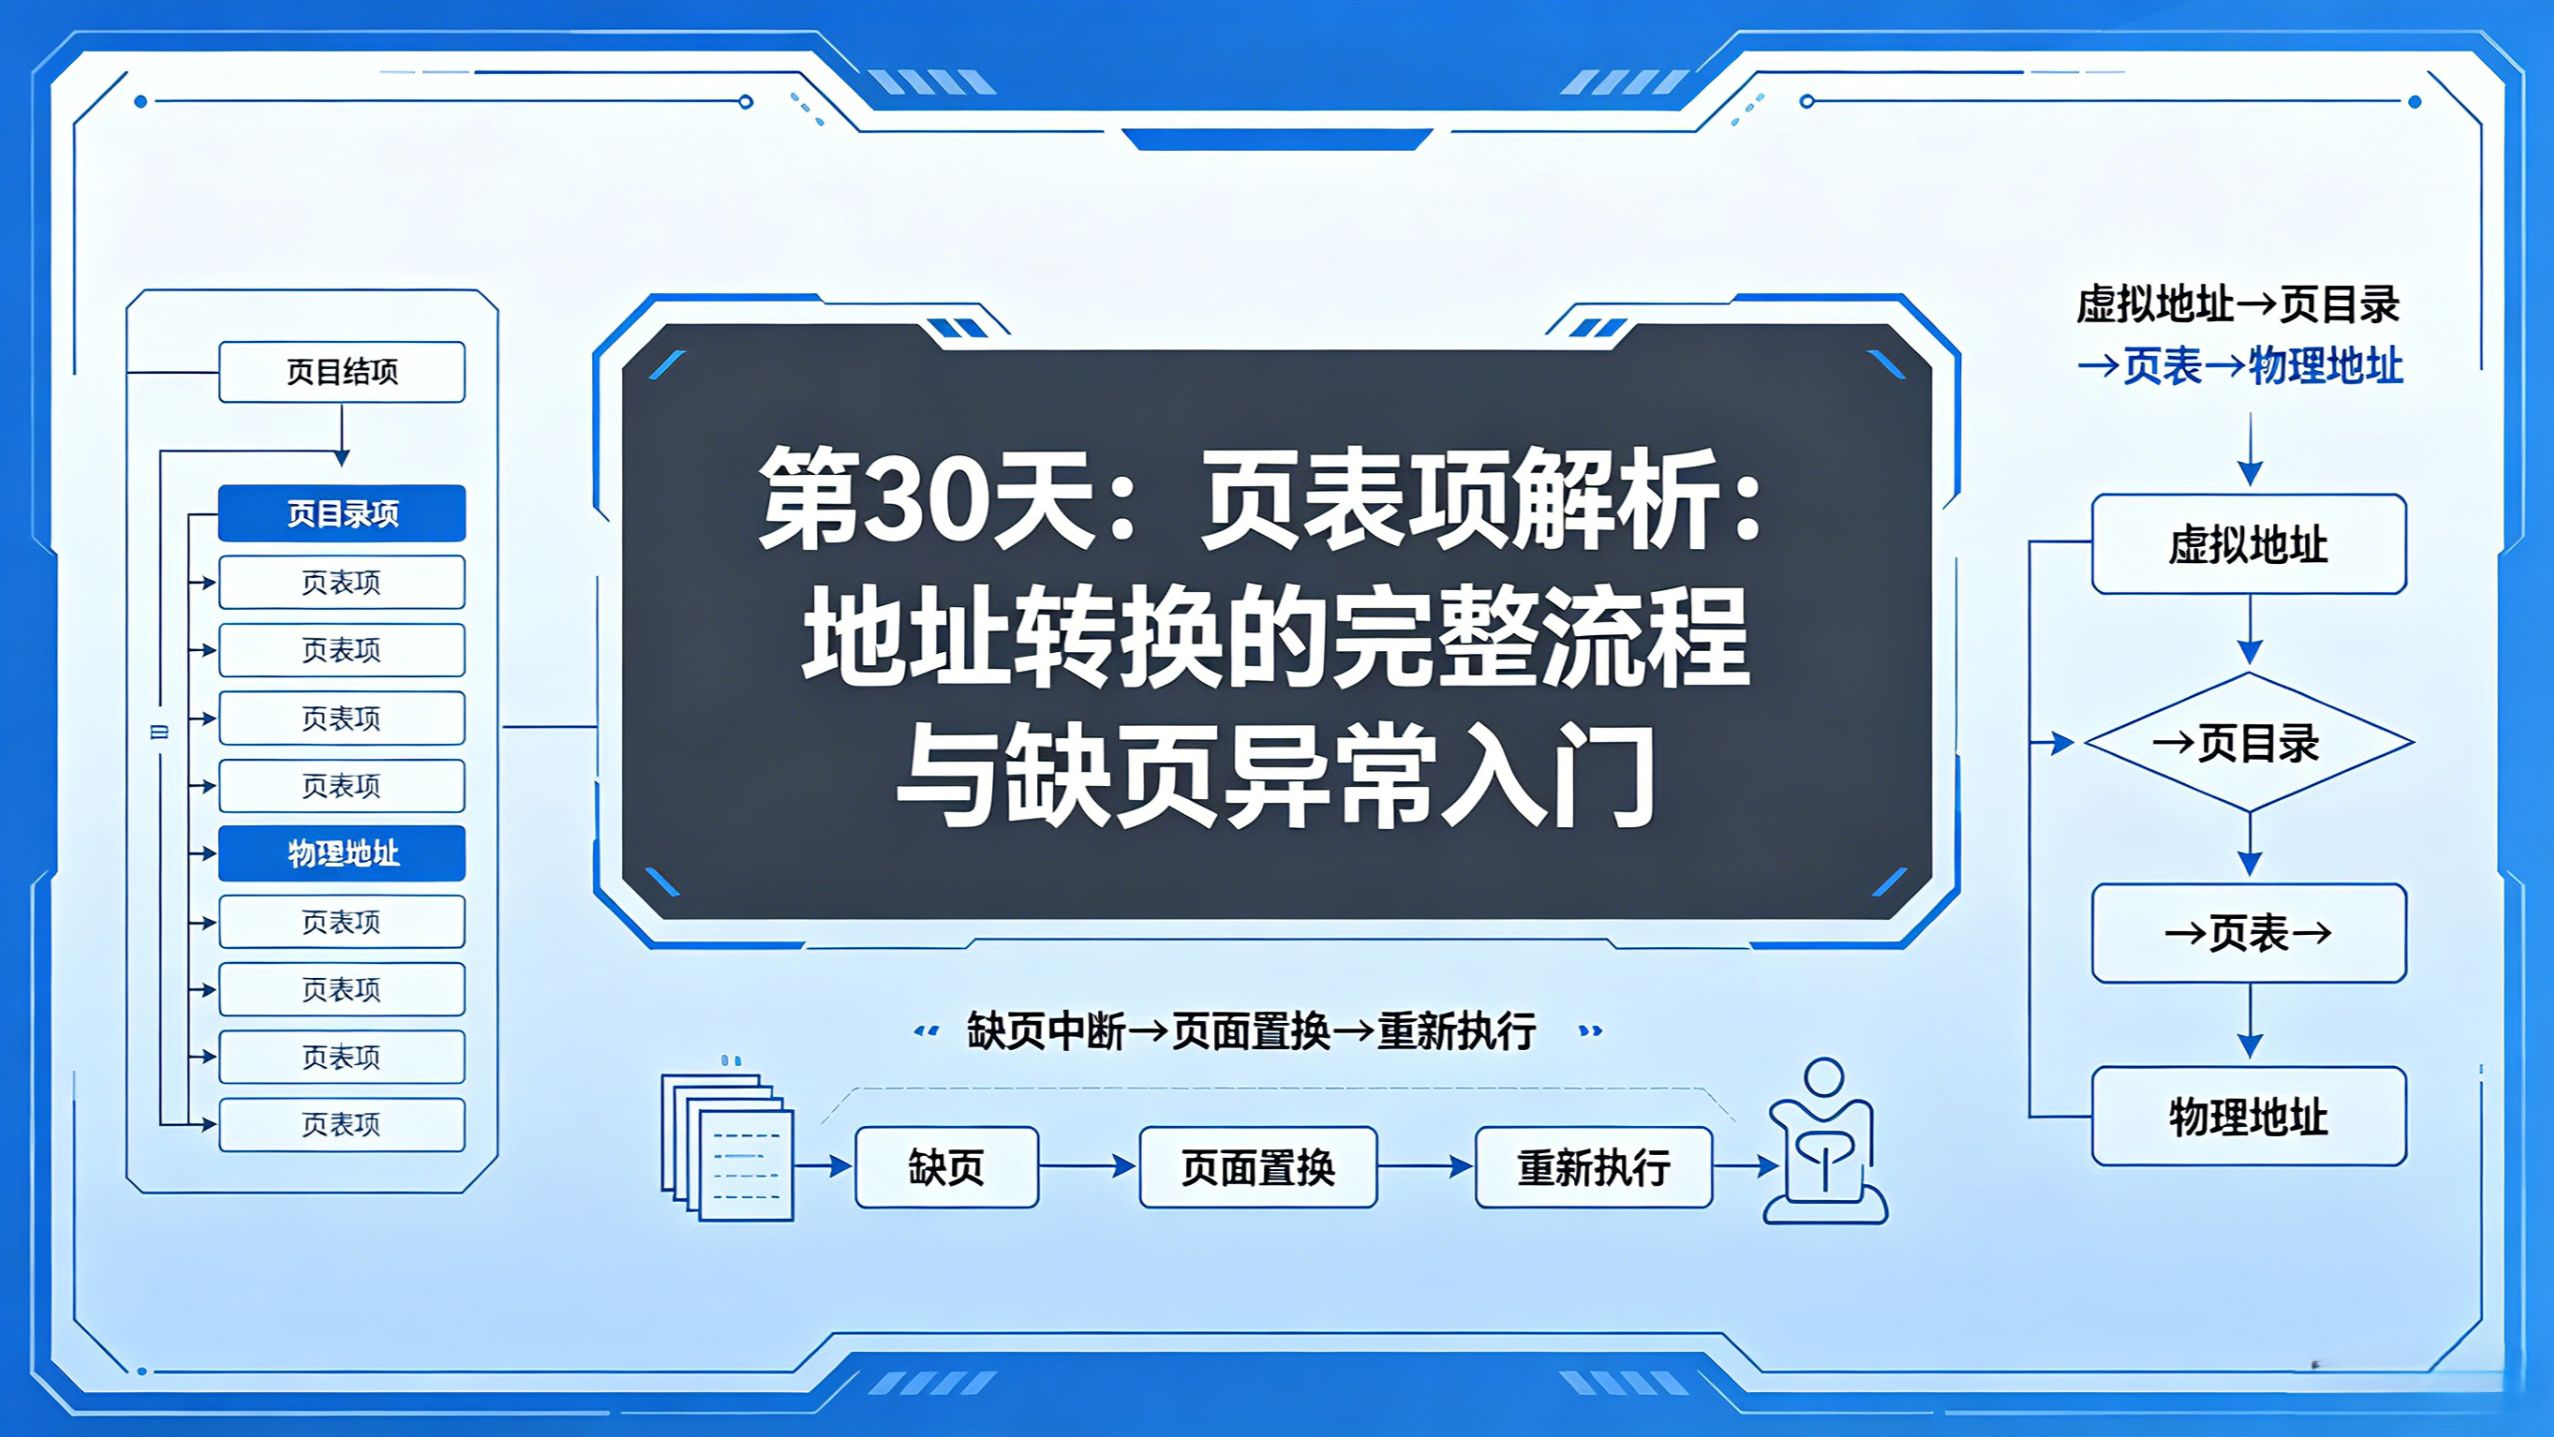 页目结项
页目录项
页表项
页表项
页表项
页表项
物理地址
页表项
页表项
页表项
页表项
第30天：页表项解析：
地址转换的完整流程
与缺页异常入门
缺页中断→页面置换→重新执行
缺页
页面置换
重新执行
虚拟地址→页目录
→页表→物理地址
虚拟地址
→页目录
→页表→
物理地址